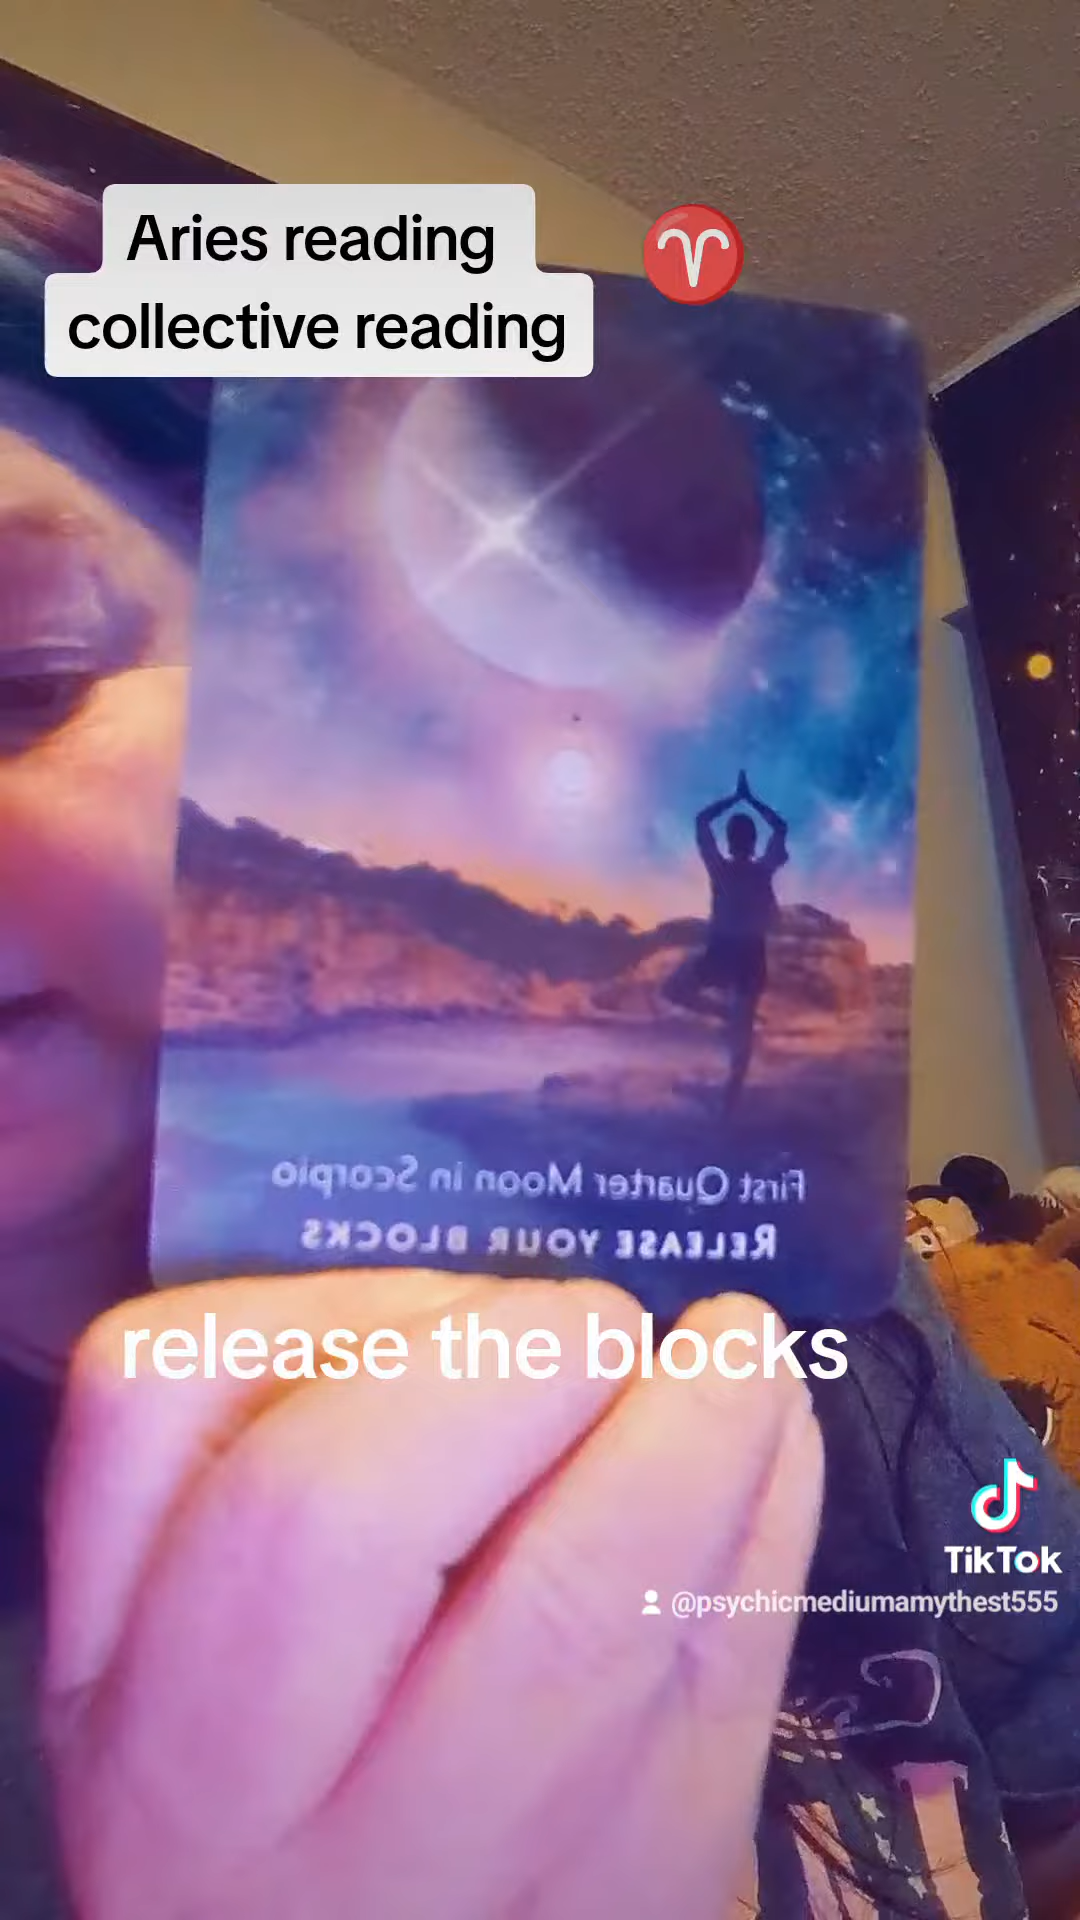 Aries reading
collective reading
First Quarter Moon in Scorpio
RELEASE YOUR BLOCKS
release the blocks
TikTok
@psychicmediumamythest555